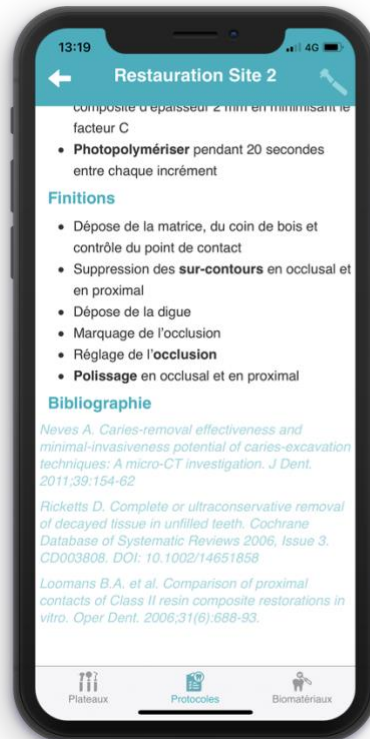 13:19
4G
Restauration Site 2
composite d'épaisseur 2 mm en minimisant le
facteur C
• Photopolymériser pendant 20 secondes
entre chaque incrément
Finitions
• Dépose de la matrice, du coin de bois et
contrôle du point de contact
• Suppression des sur-contours en occlusal et
en proximal
• Dépose de la digue
• Marquage de l'occlusion
• Réglage de l'occlusion
• Polissage en occlusal et en proximal
Bibliographie
Neves A. Caries-removal effectiveness and
minimal-invasiveness potential of caries-excavation
techniques: A micro-CT investigation. J Dent.
2011;39:154-62
Ricketts D. Complete or ultraconservative removal
of decayed tissue in unfilled teeth. Cochrane
Database of Systematic Reviews 2006, Issue 3.
CD003808. DOI: 10.1002/14651858
Loomans B.A. et al. Comparison of proximal
contacts of Class II resin composite restorations in
vitro. Oper Dent. 2006;31(6):688-93.
Plateaux
Protocoles
Biomatériaux